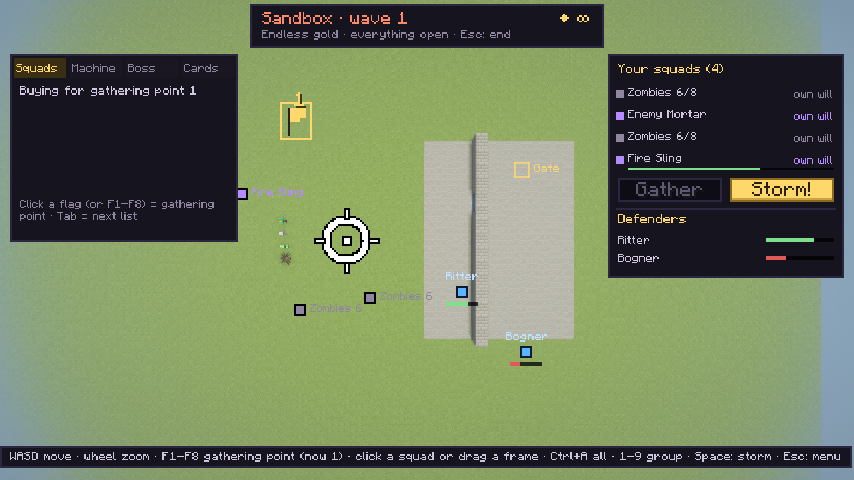 Sandbox · wave 1
Endless gold · everything open · Esc: end
Squads Machine Boss Cards
Buying for gathering point 1
Click a flag (or F1-F8) = gathering
point · Tab = next list
Your squads (4)
Zombies 6/8 own will
Enemy Mortar own will
Zombies 6/8 own will
Fire Sling own will
Gather Storm!
Defenders
Ritter
Bogner
Gate
Fire Sling
Ritter
Zombies 6
Zombies 6
Bogner
WASD move · wheel zoom · F1-F8 gathering point (now 1) · click a squad or drag a frame · Ctrl+A all · 1-9 group · Space: storm · Esc: menu